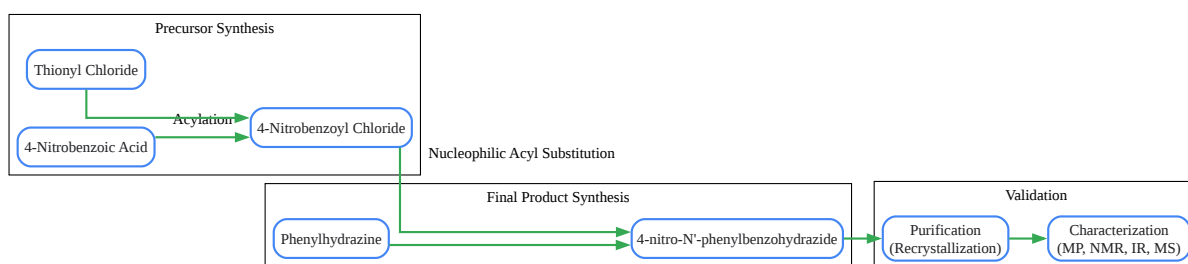 Precursor Synthesis
Thionyl Chloride
Acylation
4-Nitrobenzoyl Chloride
4-Nitrobenzoic Acid
Nucleophilic Acyl Substitution
Final Product Synthesis
Phenylhydrazine
4-nitro-N'-phenylbenzohydrazide
Validation
Purification
(Recrystallization)
Characterization
(MP, NMR, IR, MS)